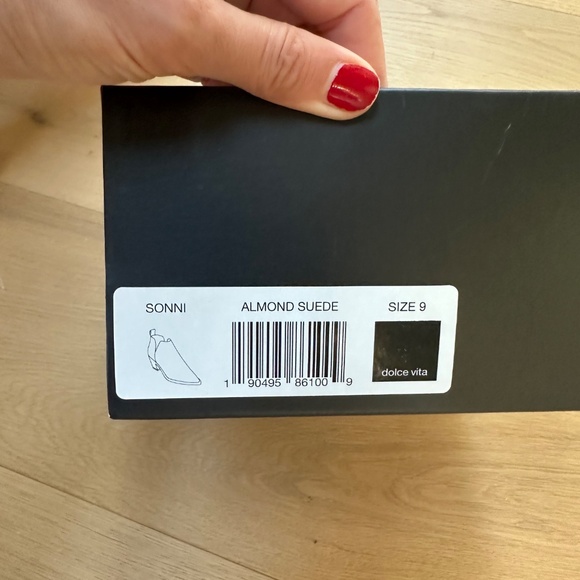 SONNI ALMOND SUEDE SIZE 9
1 90495 86100 9
dolce vita